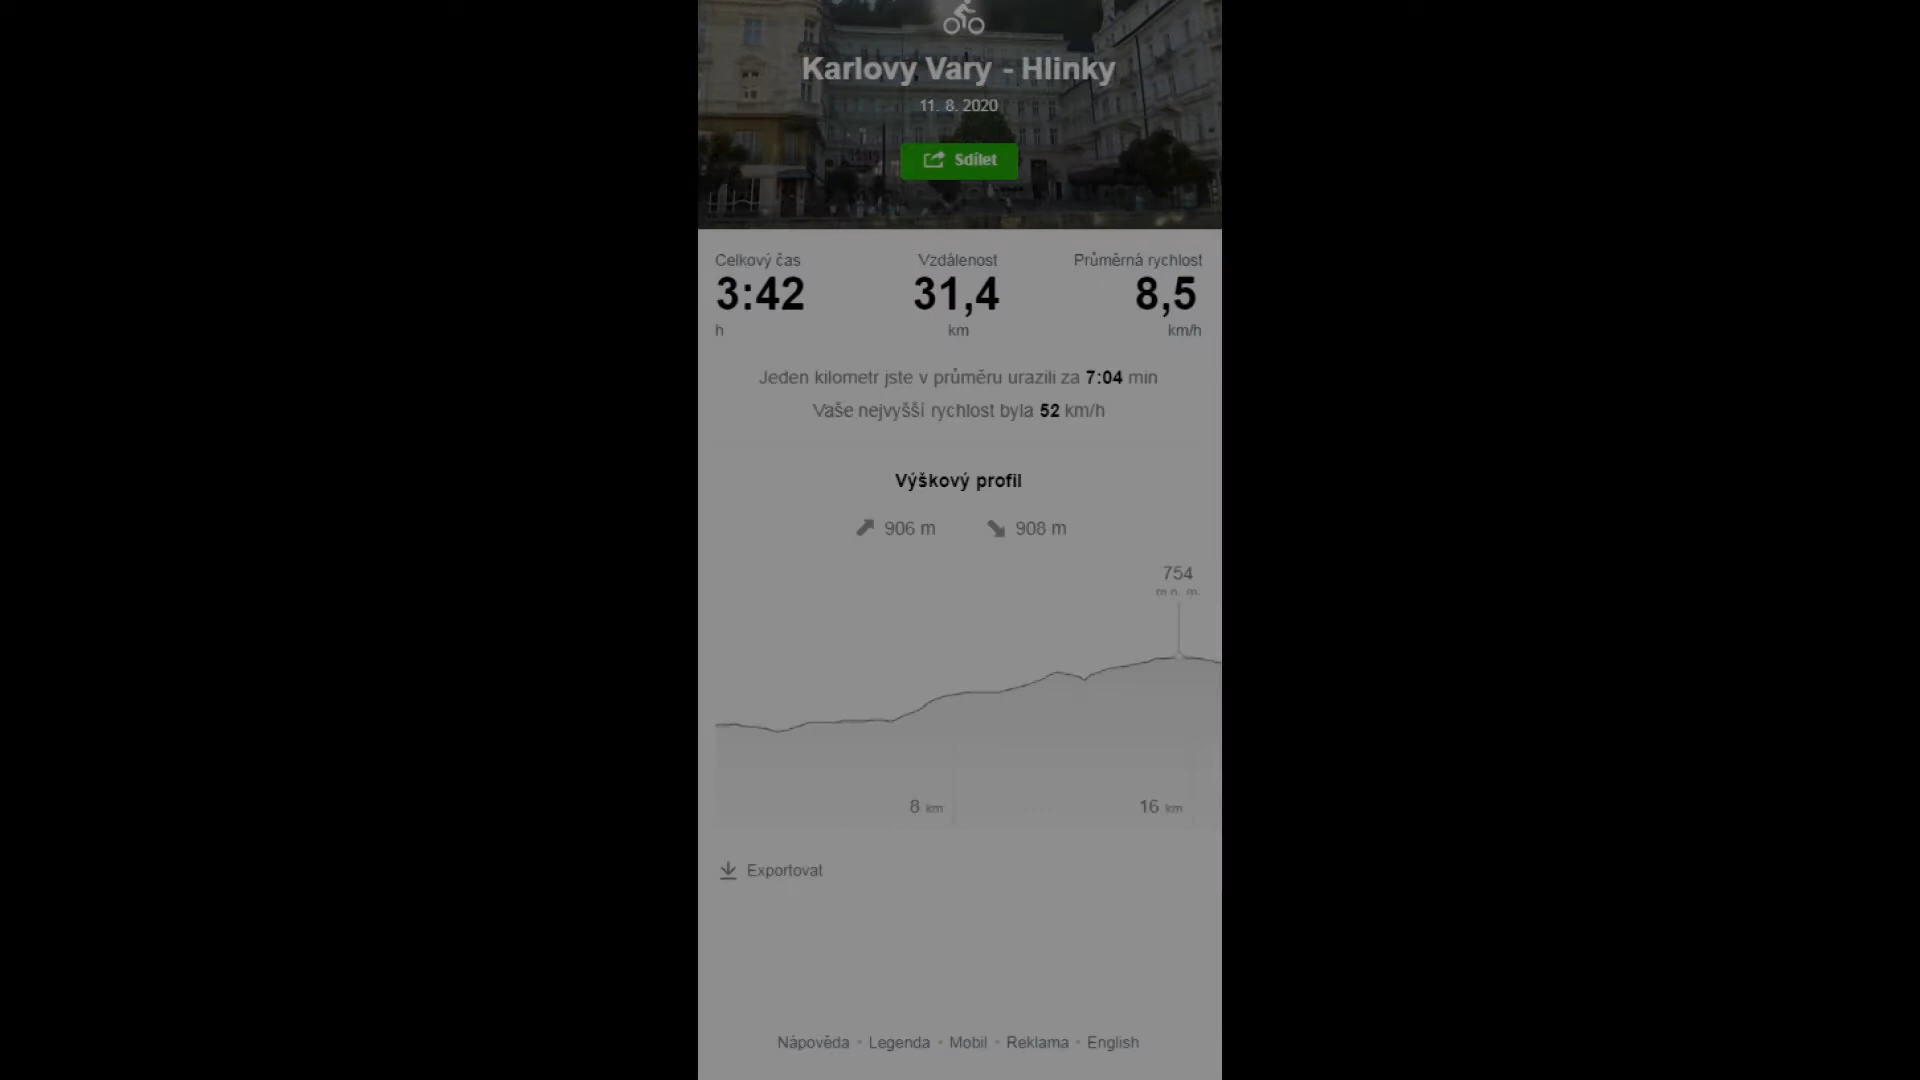 Karlovy Vary - Hlinky
11. 8. 2020
Sdílet
Celkový čas Vzdálenost Průměrná rychlost
3:42 31,4 8,5
h km km/h
Jeden kilometr jste v průměru urazili za 7:04 min
Vaše nejvyšší rychlost byla 52 km/h
Výškový profil
906 m 908 m
754
m n. m.
8 km 16 km
Exportovat
Nápověda • Legenda • Mobil • Reklama • English